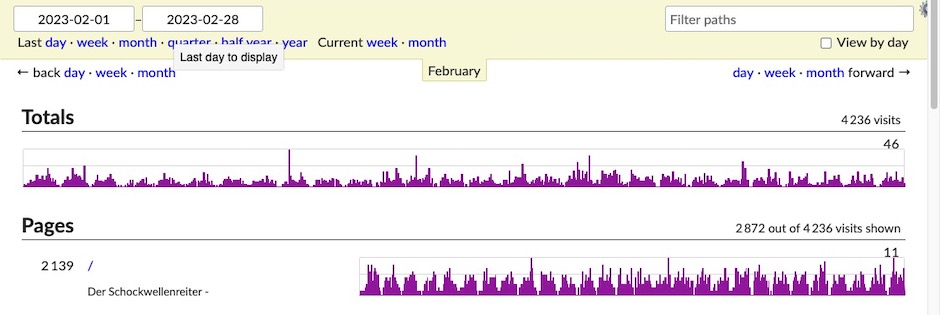 2023-02-01 – 2023-02-28 Filter paths
Last day · week · month · quarter · half year · year Current week · month View by day
Last day to display
← back day · week · month February day · week · month forward →
Totals 4 236 visits
46
Pages 2 872 out of 4 236 visits shown
2 139 / 11
Der Schockwellenreiter -